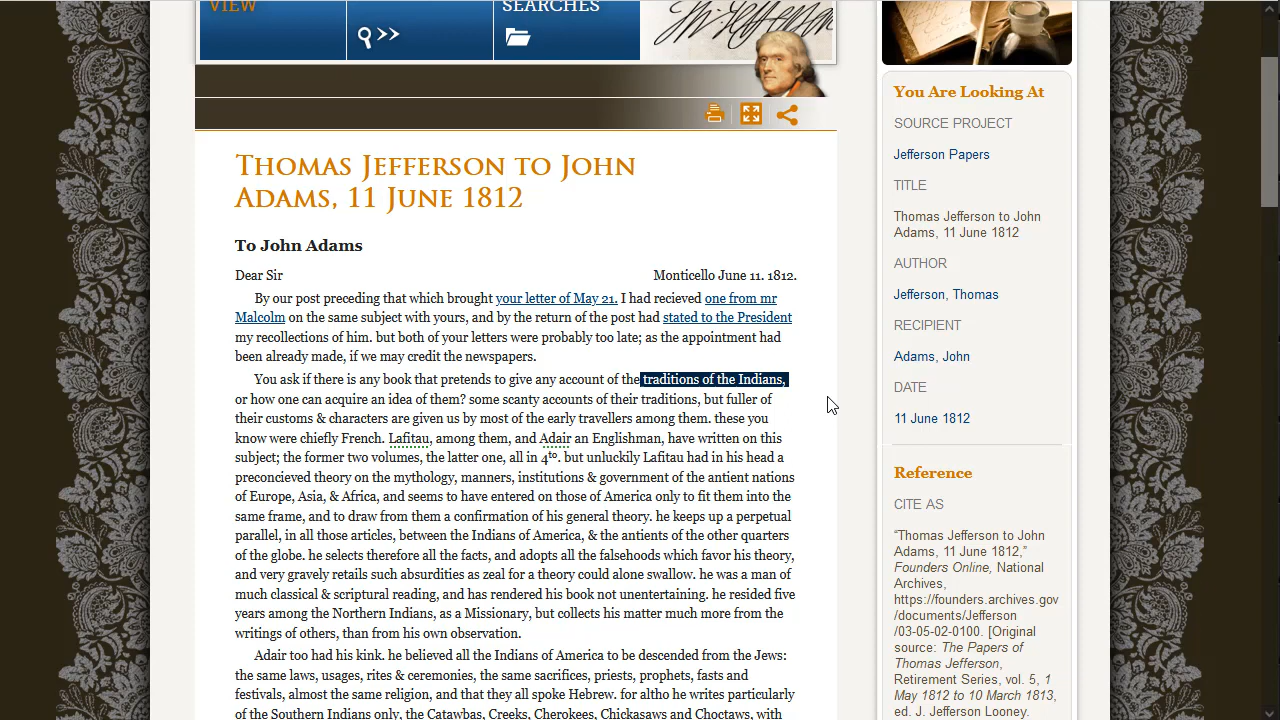 VIEW
SEARCHES
THOMAS JEFFERSON TO JOHN
ADAMS, 11 JUNE 1812
To John Adams
Dear Sir
Monticello June 11. 1812.
By our post preceding that which brought your letter of May 21. I had recieved one from mr
Malcolm on the same subject with yours, and by the return of the post had stated to the President
my recollections of him. but both of your letters were probably too late; as the appointment had
been already made, if we may credit the newspapers.
You ask if there is any book that pretends to give any account of the traditions of the Indians,
or how one can acquire an idea of them? some scanty accounts of their traditions, but fuller of
their customs & characters are given us by most of the early travellers among them. these you
know were chiefly French. Lafitau, among them, and Adair an Englishman, have written on this
subject; the former two volumes, the latter one, all in 4to. but unluckily Lafitau had in his head a
preconcieved theory on the mythology, manners, institutions & government of the antient nations
of Europe, Asia, & Africa, and seems to have entered on those of America only to fit them into the
same frame, and to draw from them a confirmation of his general theory. he keeps up a perpetual
parallel, in all those articles, between the Indians of America, & the antients of the other quarters
of the globe. he selects therefore all the facts, and adopts all the falsehoods which favor his theory,
and very gravely retails such absurdities as zeal for a theory could alone swallow. he was a man of
much classical & scriptural reading, and has rendered his book not unentertaining. he resided five
years among the Northern Indians, as a Missionary, but collects his matter much more from the
writings of others, than from his own observation.
Adair too had his kink. he believed all the Indians of America to be descended from the Jews:
the same laws, usages, rites & ceremonies, the same sacrifices, priests, prophets, fasts and
festivals, almost the same religion, and that they all spoke Hebrew. for altho he writes particularly
of the Southern Indians only, the Catawbas, Creeks, Cherokees, Chickasaws and Choctaws, with
You Are Looking At
SOURCE PROJECT
Jefferson Papers
TITLE
Thomas Jefferson to John
Adams, 11 June 1812
AUTHOR
Jefferson, Thomas
RECIPIENT
Adams, John
DATE
11 June 1812
Reference
CITE AS
“Thomas Jefferson to John
Adams, 11 June 1812,”
Founders Online, National
Archives,
https://founders.archives.gov
/documents/Jefferson
/03-05-02-0100. [Original
source: The Papers of
Thomas Jefferson,
Retirement Series, vol. 5, 1
May 1812 to 10 March 1813,
ed. J. Jefferson Looney.